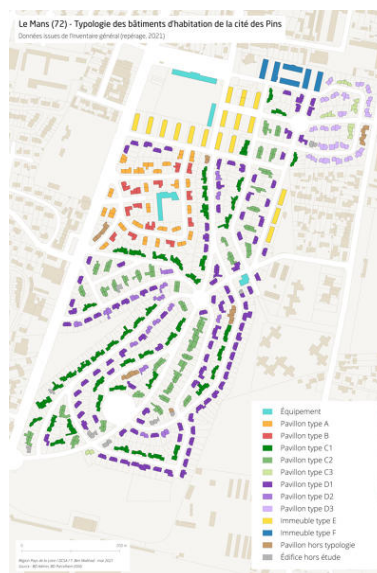 Le Mans (72) - Typologie des bâtiments d'habitation de la cité des Pins
Données issues de l'Inventaire général (repérage, 2021)
Équipement
Pavillon type A
Pavillon type B
Pavillon type C1
Pavillon type C2
Pavillon type C3
Pavillon type D1
Pavillon type D2
Pavillon type D3
Immeuble type E
Immeuble type F
Pavillon hors typologie
Édifice hors étude